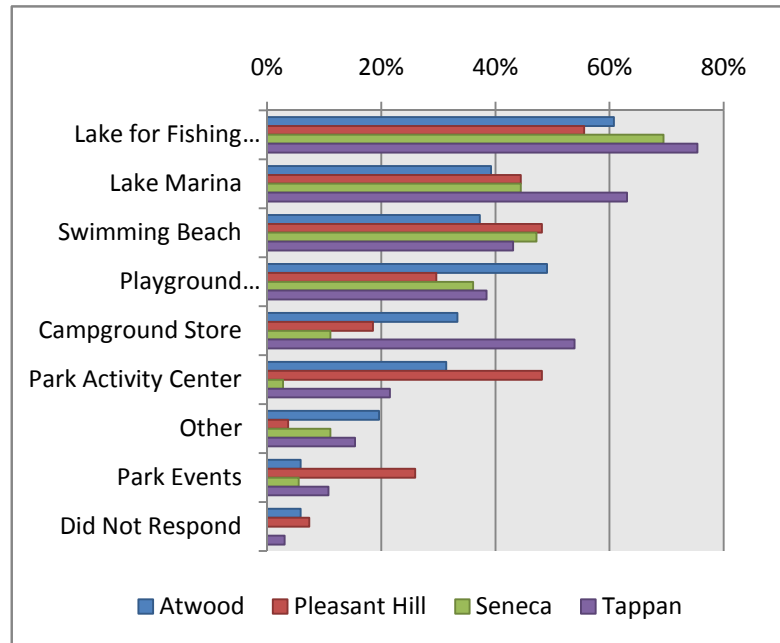 0% 20% 40% 60% 80%
Lake for Fishing...
Lake Marina
Swimming Beach
Playground...
Campground Store
Park Activity Center
Other
Park Events
Did Not Respond
Atwood Pleasant Hill Seneca Tappan